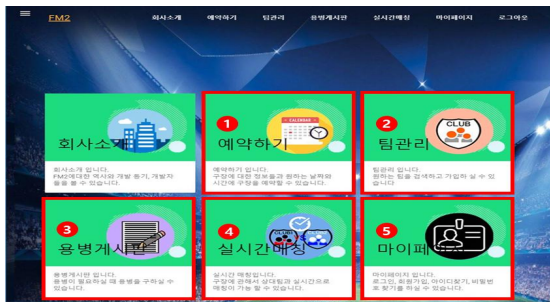 FM2 회사소개 예약하기 팀관리 용병게시판 실시간매칭 마이페이지 로그아웃
회사소개
회사소개 입니다.
FM2에대한 역사와 개발 동기, 개발자
들을 볼 수 있습니다.
1
CALENDAR
예약하기
예약하기 입니다.
구장에 대한 정보들과 원하는 날짜와
시간에 구장을 예약할 수 있습니다.
2
CLUB
팀관리
팀관리 입니다.
원하는 팀을 검색하고 가입하 실 수 있
습니다
3
용병게시판
용병게시판 입니다.
용병이 필요하실 때 용병을 구하실 수
있습니다.
4
CLUB
실시간매칭
실시간 매칭입니다.
구장에 관해서 상대팀과 실시간으로
매칭이 가능 할 수 있습니다.
5
마이페이지
마이페이지 입니다.
로그인, 회원가입, 아이디찾기, 비밀번
호 찾기를 하실 수 있습니다.